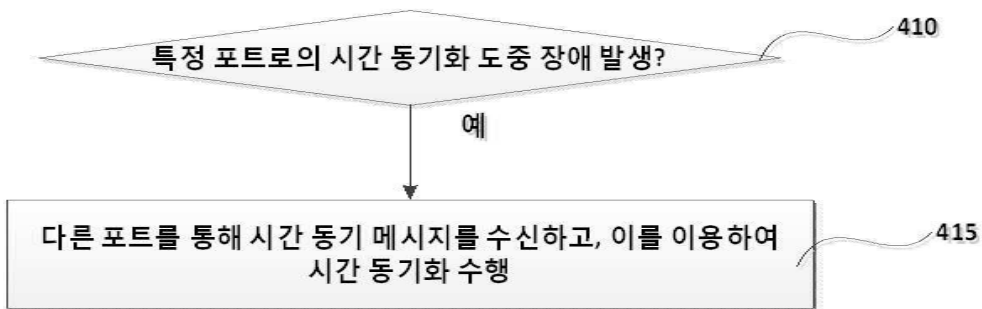 특정 포트로의 시간 동기화 도중 장애 발생?
410
예
다른 포트를 통해 시간 동기 메시지를 수신하고, 이를 이용하여
시간 동기화 수행
415